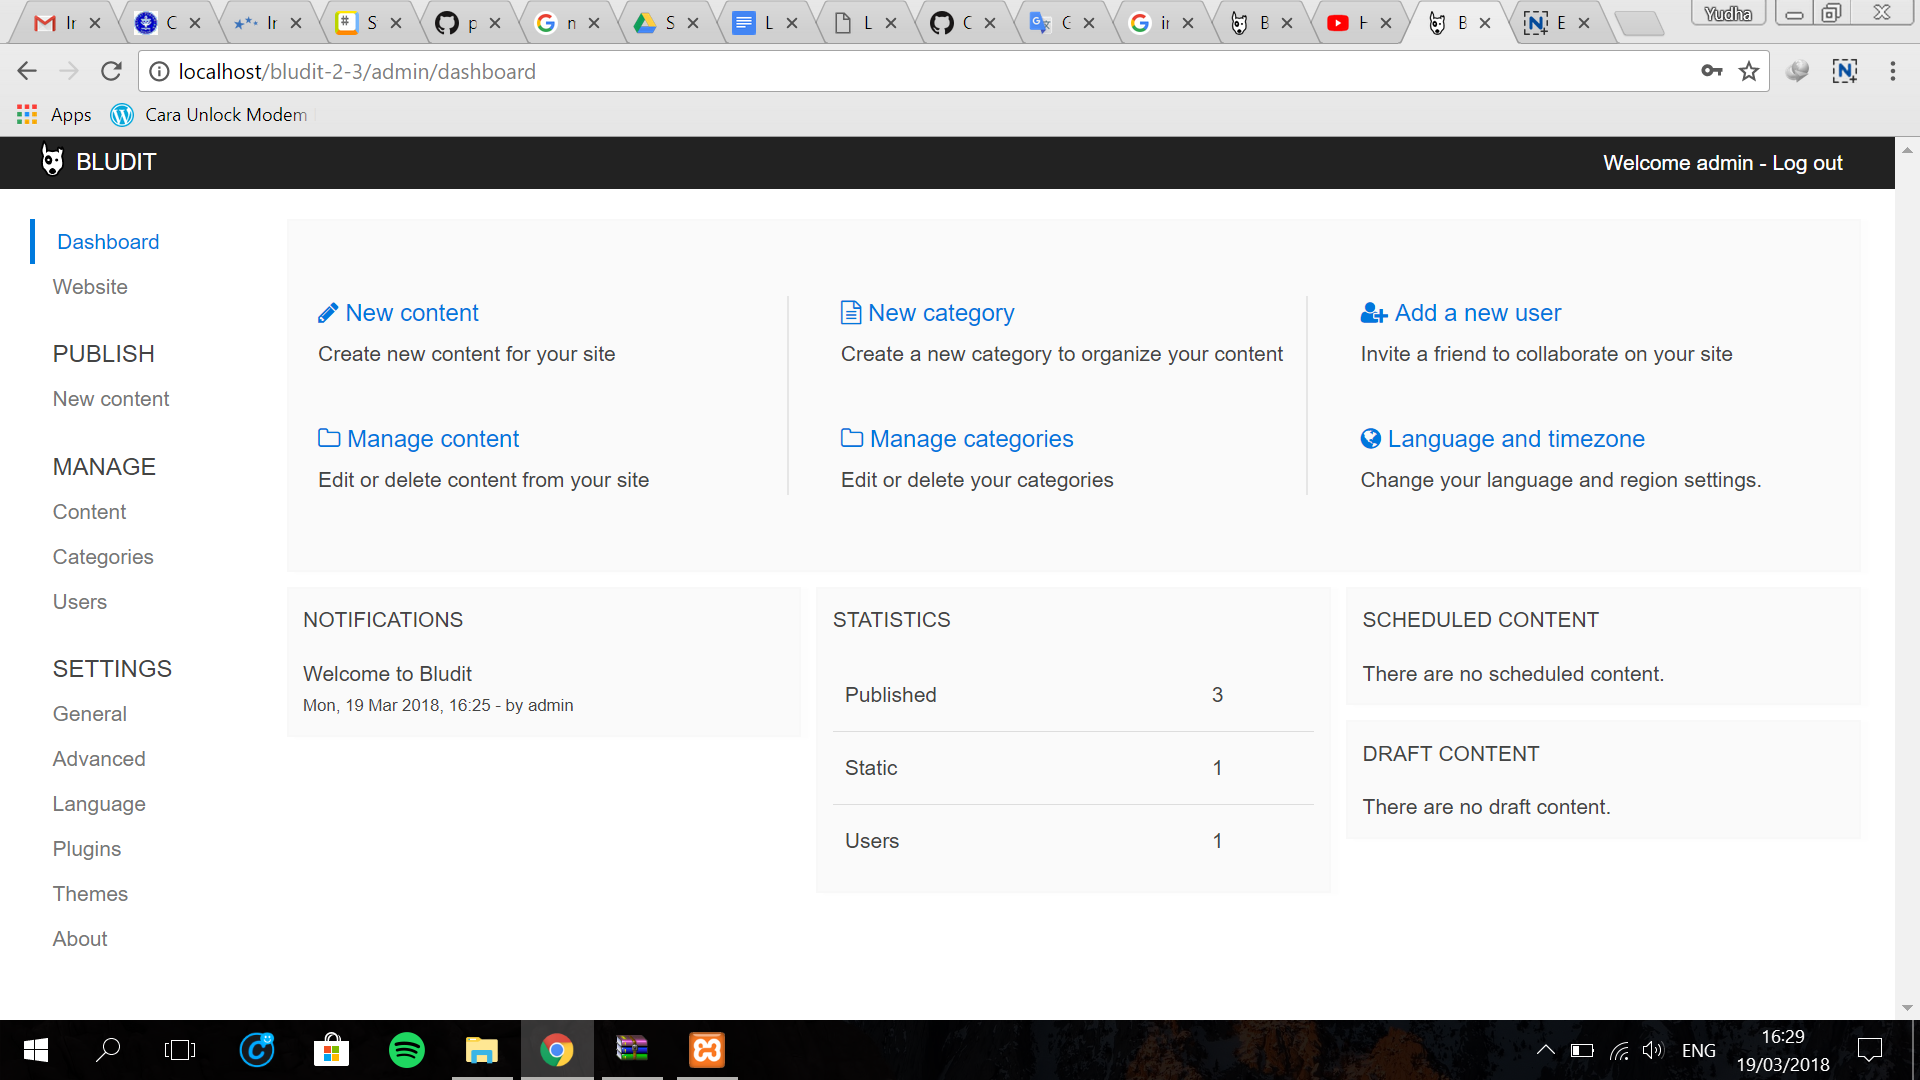 Yudha
localhost/bludit-2-3/admin/dashboard
Apps
Cara Unlock Modem
BLUDIT
Welcome admin - Log out
Dashboard
Website
PUBLISH
New content
MANAGE
Content
Categories
Users
SETTINGS
General
Advanced
Language
Plugins
Themes
About
New content
Create new content for your site
New category
Create a new category to organize your content
Add a new user
Invite a friend to collaborate on your site
Manage content
Edit or delete content from your site
Manage categories
Edit or delete your categories
Language and timezone
Change your language and region settings.
NOTIFICATIONS
Welcome to Bludit
Mon, 19 Mar 2018, 16:25 - by admin
STATISTICS
Published 3
Static 1
Users 1
SCHEDULED CONTENT
There are no scheduled content.
DRAFT CONTENT
There are no draft content.
ENG
16:29
19/03/2018